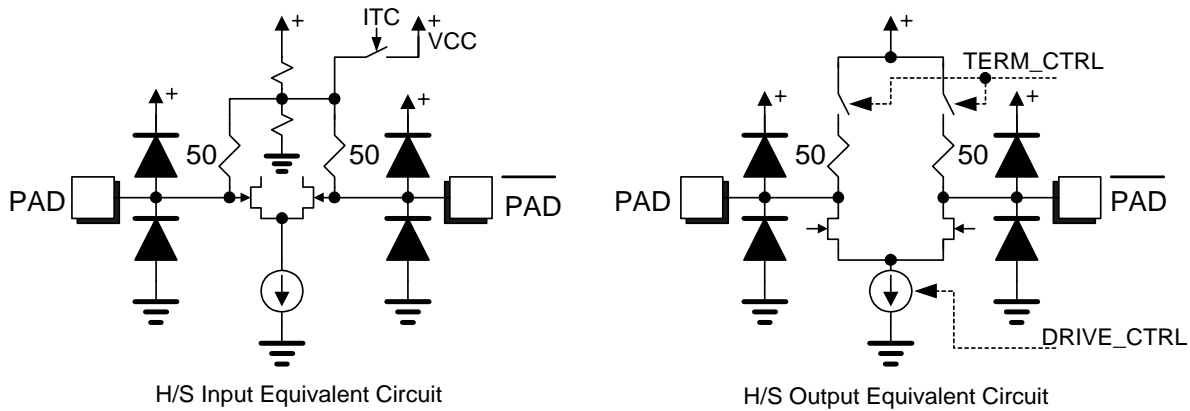 ITC
+
+
VCC
+
+
50
50
PAD
PAD
H/S Input Equivalent Circuit
+
TERM_CTRL
+
+
50
50
PAD
PAD
DRIVE_CTRL
H/S Output Equivalent Circuit